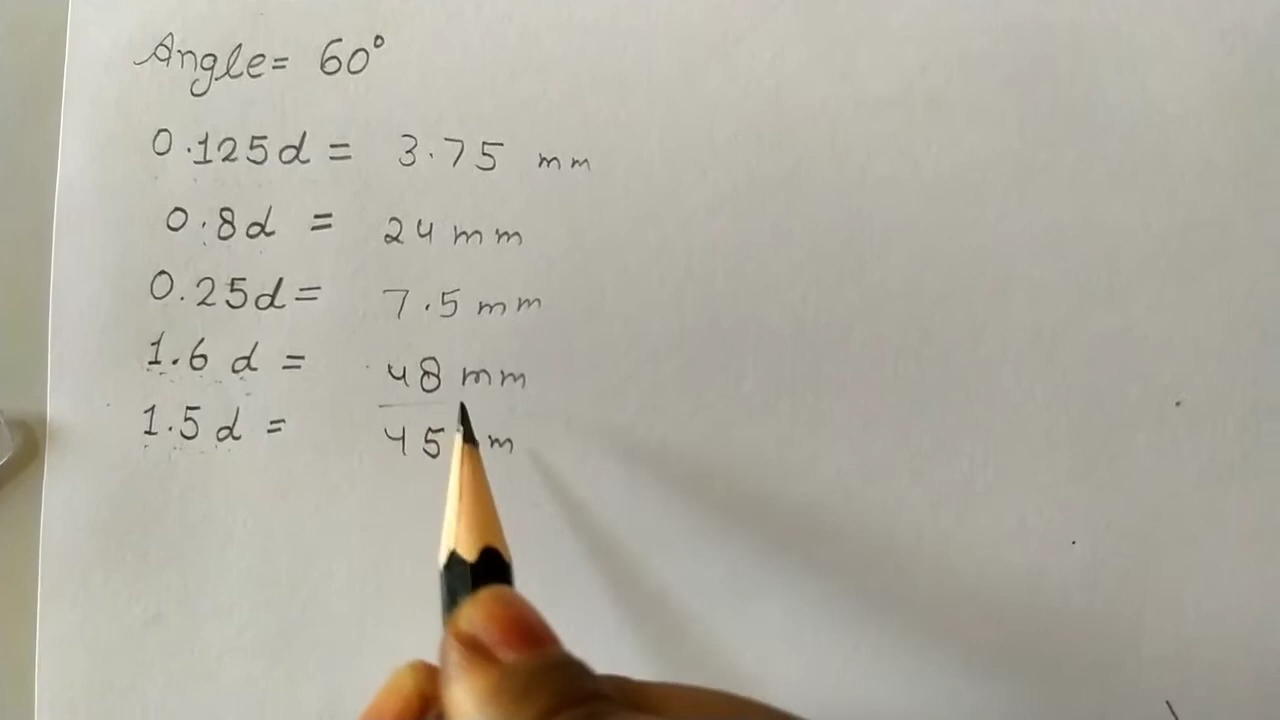 Angle= 60°
0.125d = 3.75 mm
0.8d = 24 mm
0.25d= 7.5 mm
1.6 d = 48 mm
1.5 d = 45 m